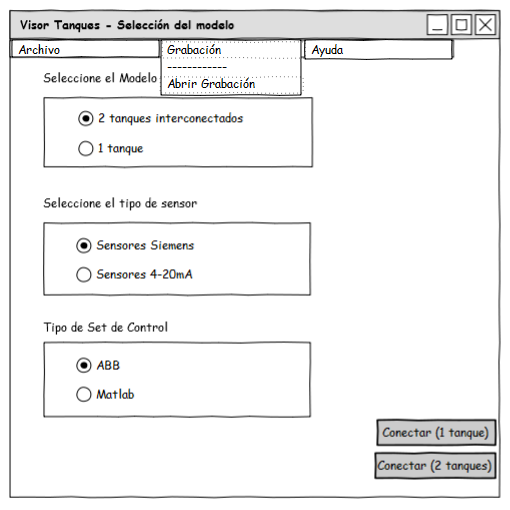 Visor Tanques - Selección del modelo
Archivo
Grabación
Ayuda
------------
Abrir Grabación
Seleccione el Modelo
2 tanques interconectados
1 tanque
Seleccione el tipo de sensor
Sensores Siemens
Sensores 4-20mA
Tipo de Set de Control
ABB
Matlab
Conectar (1 tanque)
Conectar (2 tanques)